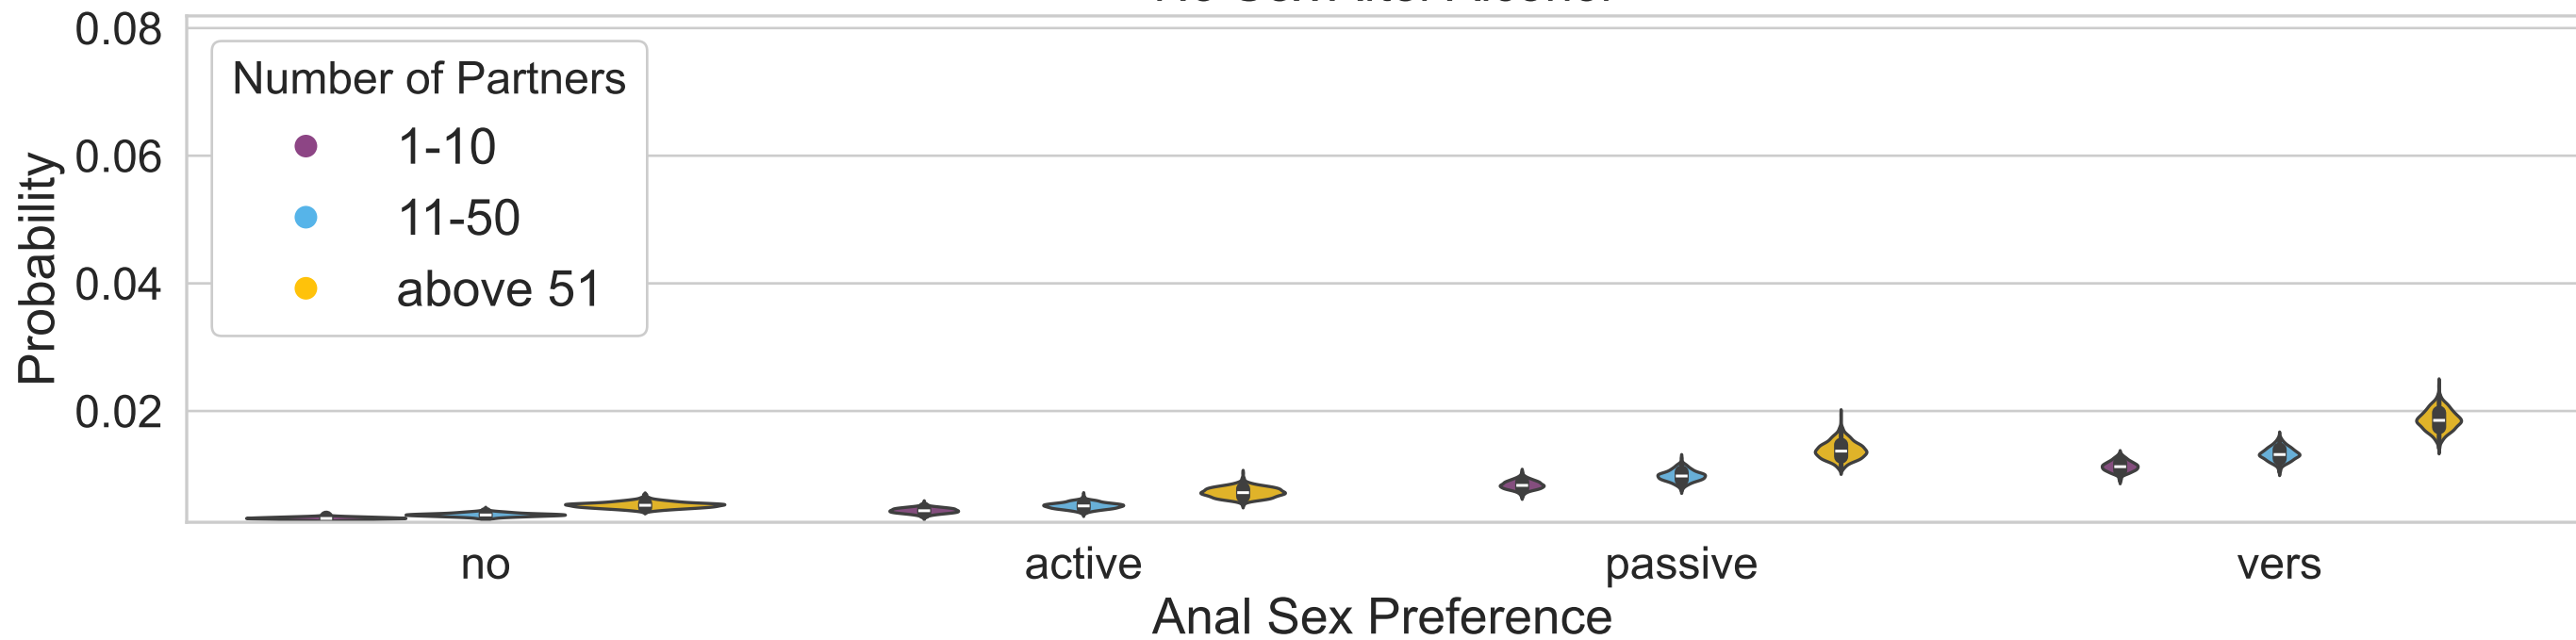 0.08
Number of Partners
1-10
11-50
above 51
0.06
0.04
0.02
Probability
no
active
passive
vers
Anal Sex Preference